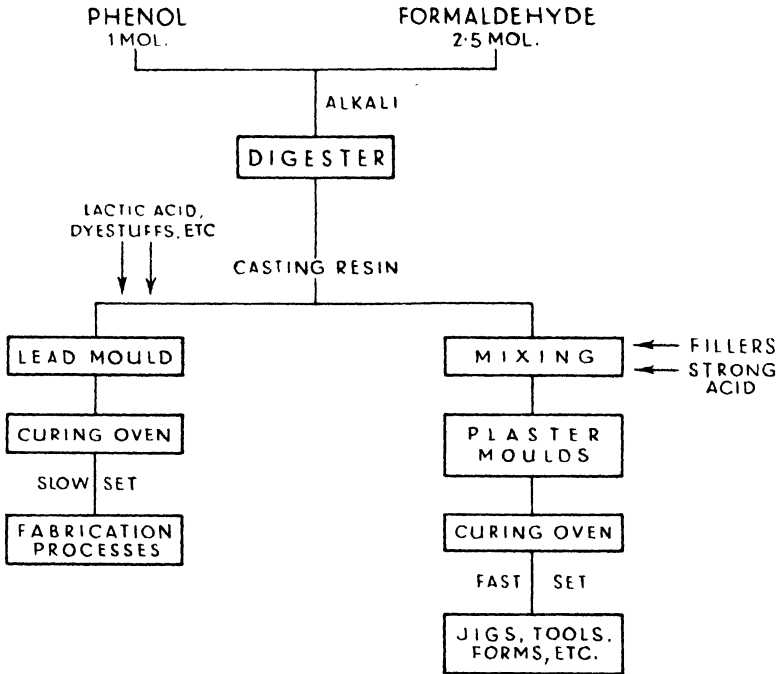 PHENOL
1 MOL.
FORMALDEHYDE
2·5 MOL.
ALKALI
DIGESTER
LACTIC ACID,
DYESTUFFS, ETC
CASTING RESIN
LEAD MOULD
CURING OVEN
SLOW SET
FABRICATION
PROCESSES
MIXING
FILLERS
STRONG
ACID
PLASTER
MOULDS
CURING OVEN
FAST SET
JIGS, TOOLS.
FORMS, ETC.